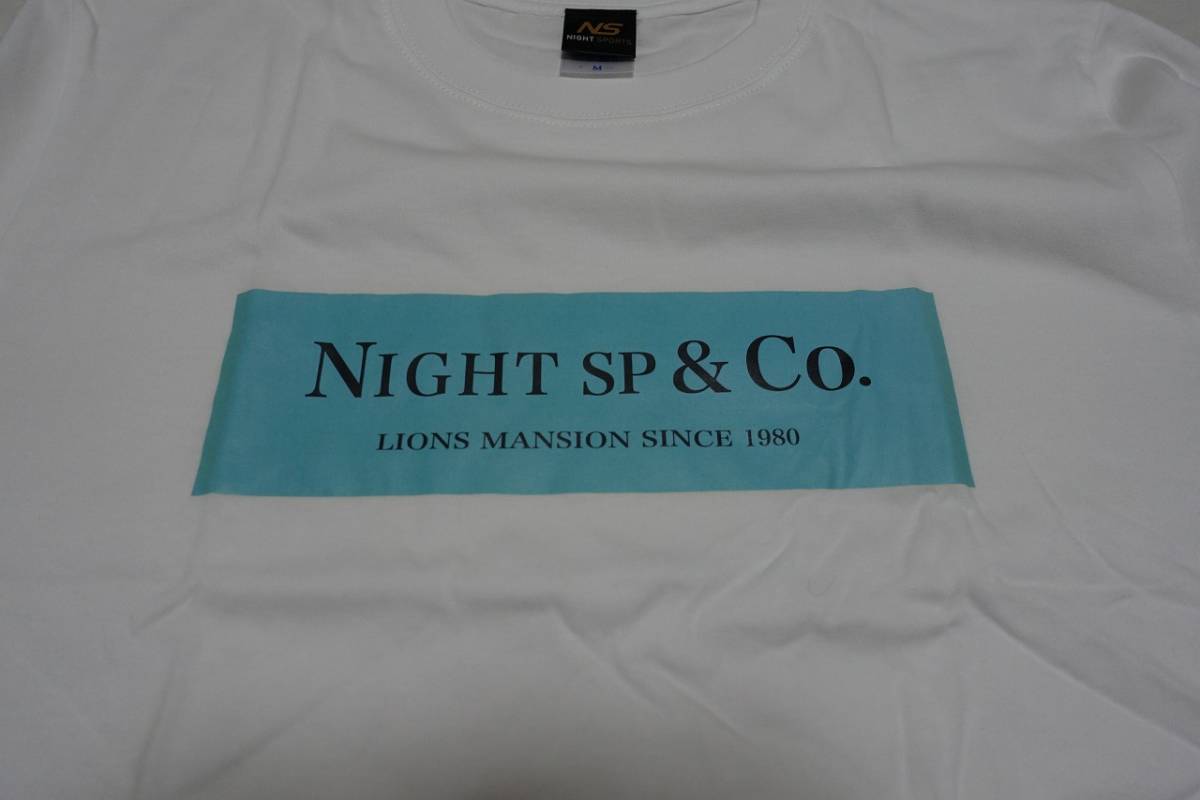 NS
NIGHT SPORTS
M
NIGHT SP & CO.
LIONS MANSION SINCE 1980